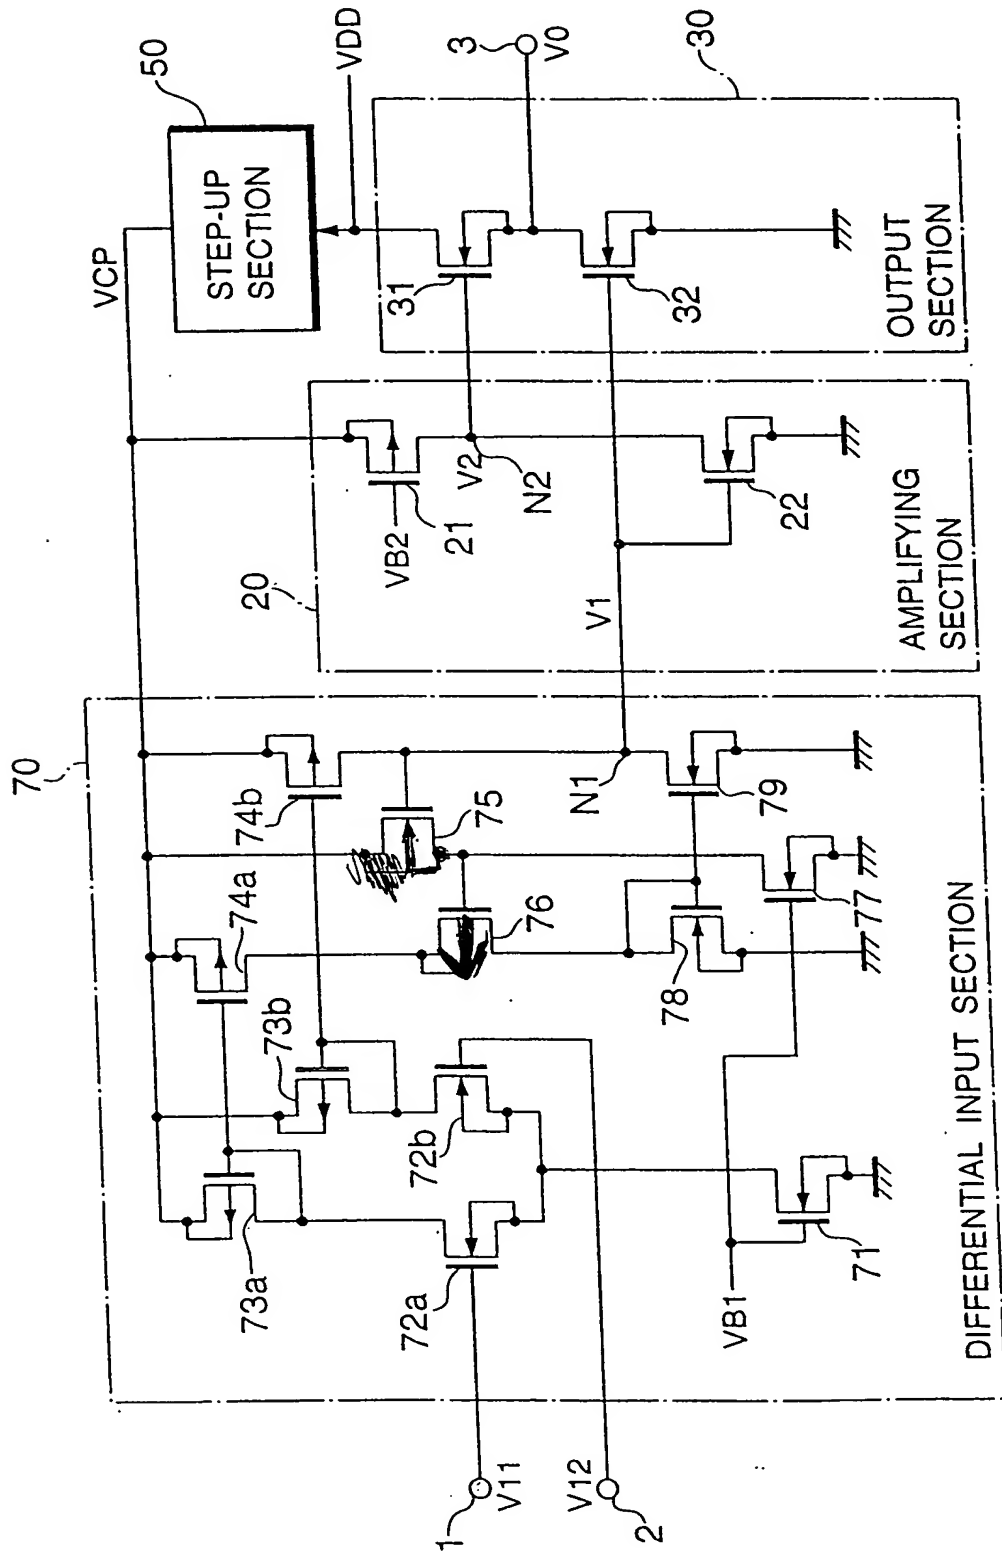 70
73a
73b
74a
74b
72a
72b
75
76
77
78
79
71
N1
VB1
1
V11
V12
2
DIFFERENTIAL INPUT SECTION
20
VB2
21
V2
N2
V1
22
AMPLIFYING SECTION
VCP
STEP-UP SECTION
50
VDD
31
32
3
V0
30
OUTPUT SECTION